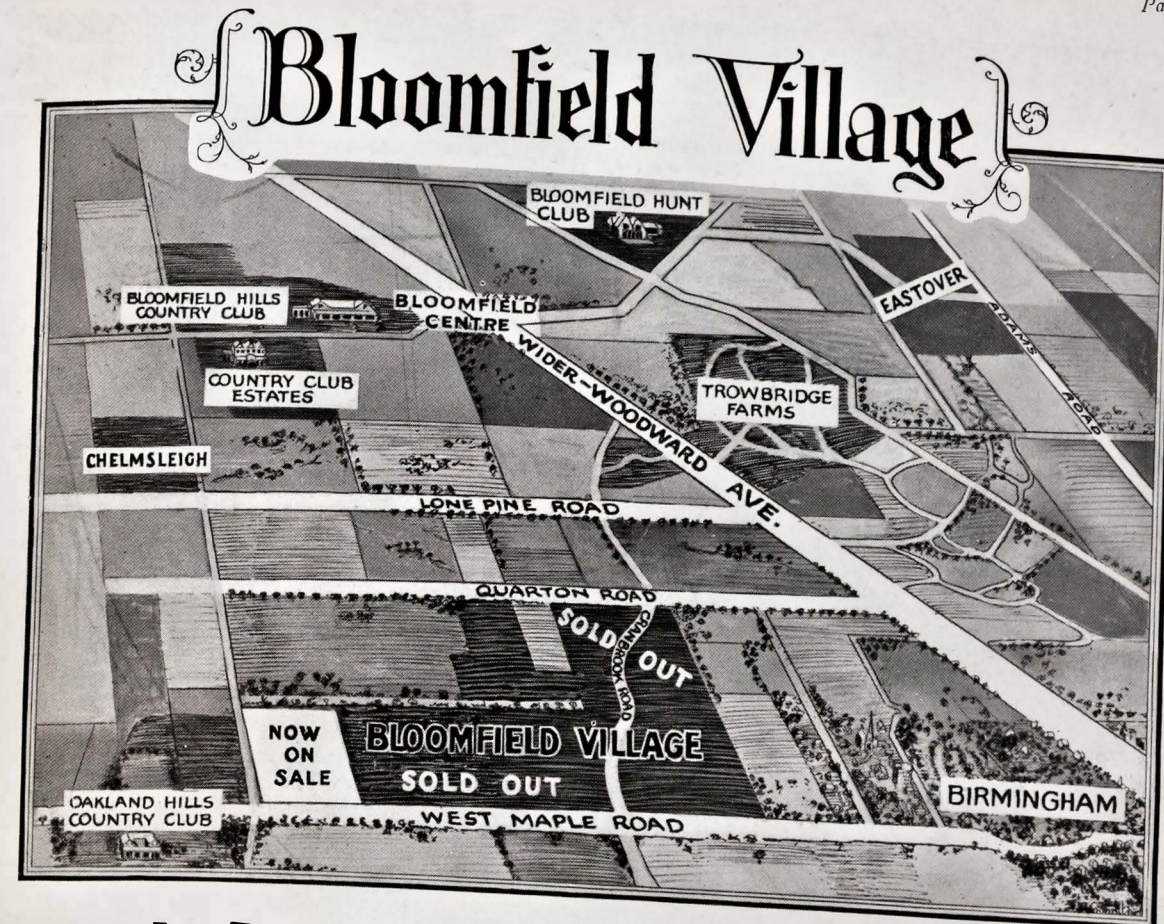 Pa
Bloomfield Village
BLOOMFIELD HUNT
CLUB
EASTOVER
ADAMS ROAD
BLOOMFIELD HILLS
COUNTRY CLUB
BLOOMFIELD
CENTRE
WIDER-WOODWARD AVE.
COUNTRY CLUB
ESTATES
TROWBRIDGE
FARMS
CHELMSLEIGH
LONE PINE ROAD
QUARTON ROAD
SOLD OUT
CRANBROOK ROAD
NOW
ON
SALE
BLOOMFIELD VILLAGE
SOLD OUT
BIRMINGHAM
OAKLAND HILLS
COUNTRY CLUB
WEST MAPLE ROAD